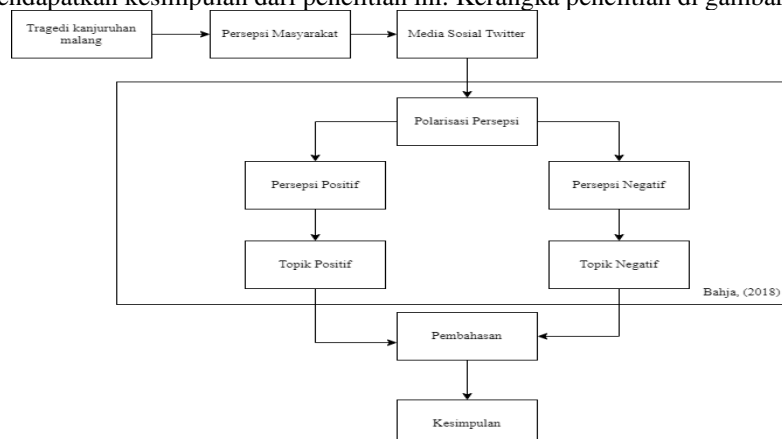 endapatkan kesimpulan dari penelitian ini. Kerangka penelitian di gambar
Tragedi kanjuruhan
malang
Persepsi Masyarakat
Media Sosial Twitter
Polarisasi Persepsi
Persepsi Positif
Persepsi Negatif
Topik Positif
Topik Negatif
Bahja, (2018)
Pembahasan
Kesimpulan